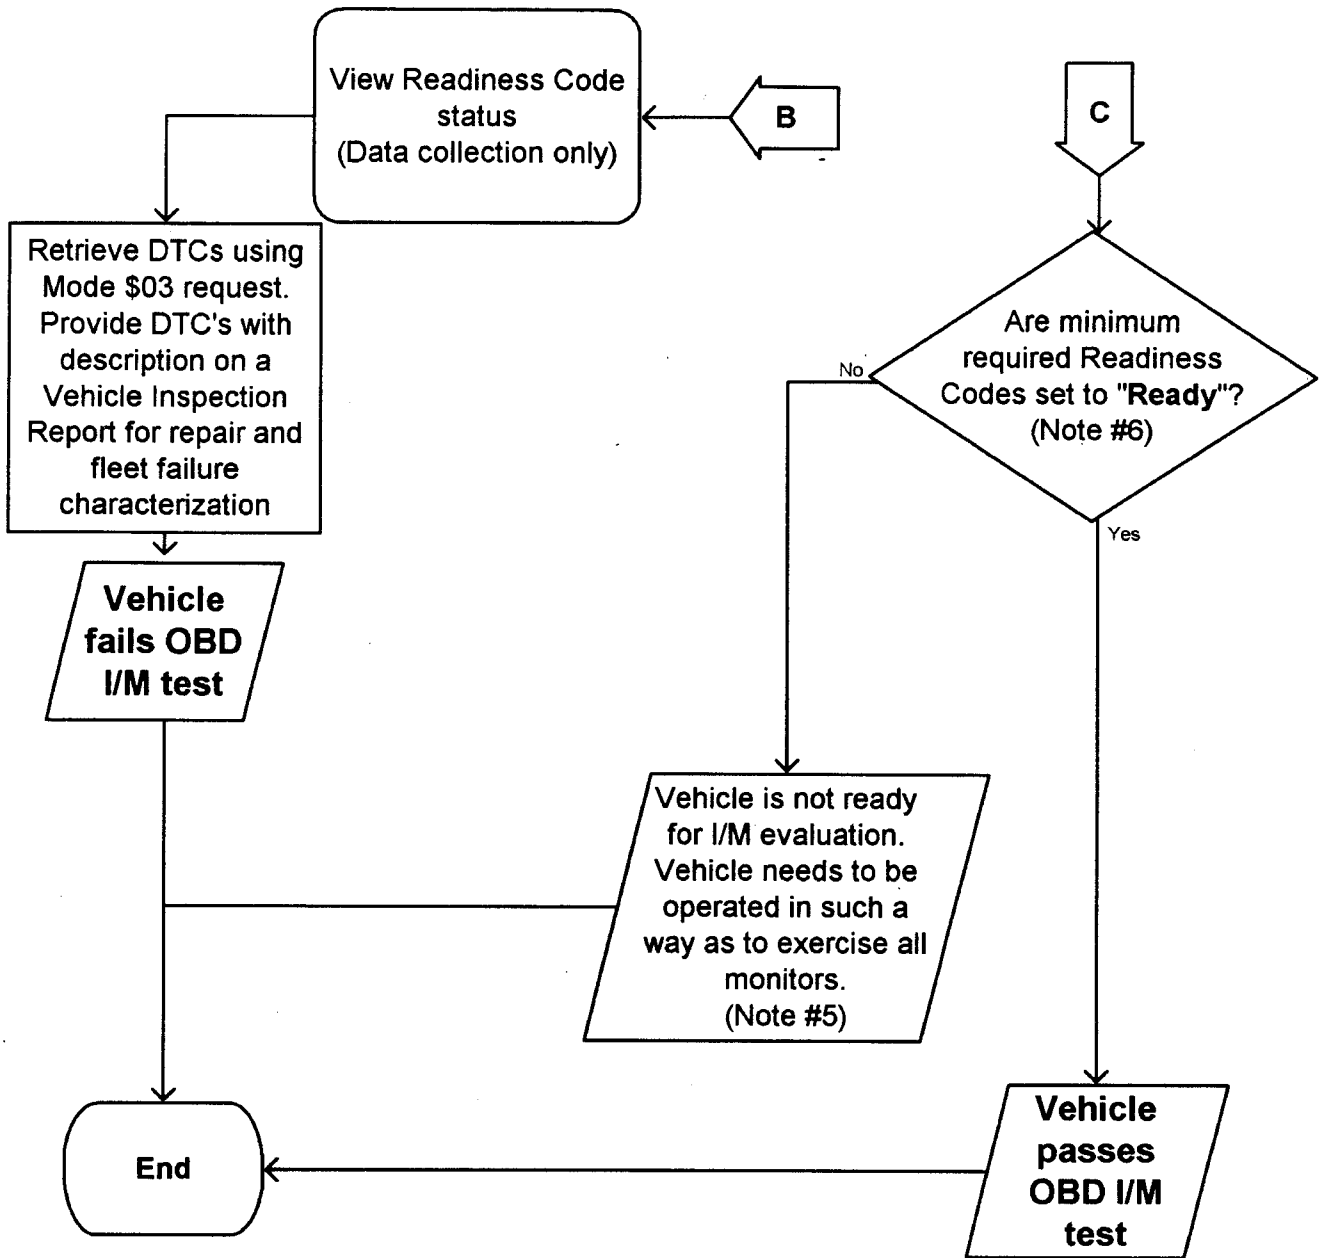 View Readiness Code
status
(Data collection only)
B
C
Retrieve DTCs using
Mode $03 request.
Provide DTC's with
description on a
Vehicle Inspection
Report for repair and
fleet failure
characterization
Are minimum
required Readiness
Codes set to "Ready"?
(Note #6)
No
Yes
Vehicle
fails OBD
I/M test
Vehicle is not ready
for I/M evaluation.
Vehicle needs to be
operated in such a
way as to exercise all
monitors.
(Note #5)
End
Vehicle
passes
OBD I/M
test